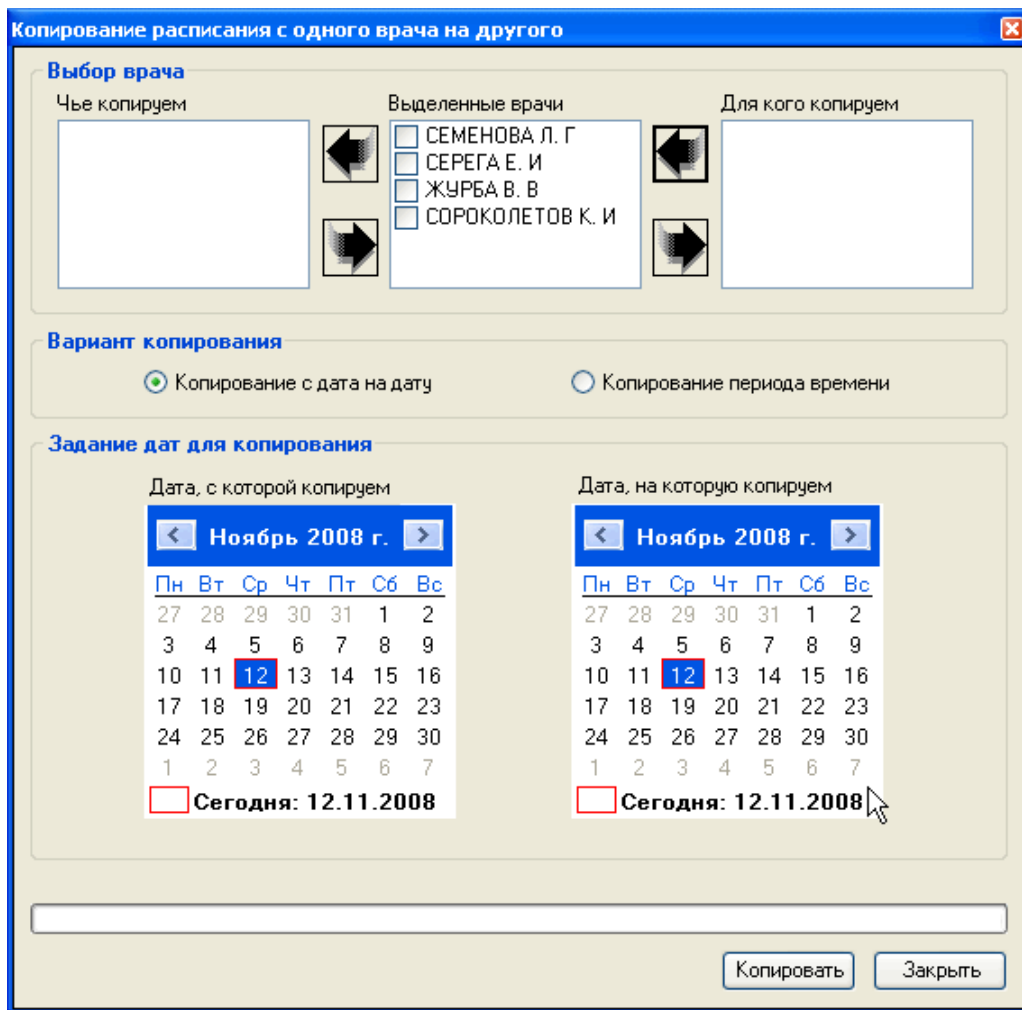 Копирование расписания с одного врача на другого
Выбор врача
Чье копируем
Выделенные врачи
Для кого копируем
СЕМЕНОВА Л. Г
СЕРЕГА Е. И
ЖУРБА В. В
СОРОКОЛЕТОВ К. И
Вариант копирования
Копирование с дата на дату
Копирование периода времени
Задание дат для копирования
Дата, с которой копируем
Ноябрь 2008 г.
Пн Вт Ср Чт Пт Сб Вс
27 28 29 30 31 1 2
3 4 5 6 7 8 9
10 11 12 13 14 15 16
17 18 19 20 21 22 23
24 25 26 27 28 29 30
1 2 3 4 5 6 7
Сегодня: 12.11.2008
Дата, на которую копируем
Ноябрь 2008 г.
Пн Вт Ср Чт Пт Сб Вс
27 28 29 30 31 1 2
3 4 5 6 7 8 9
10 11 12 13 14 15 16
17 18 19 20 21 22 23
24 25 26 27 28 29 30
1 2 3 4 5 6 7
Сегодня: 12.11.2008
Копировать
Закрыть